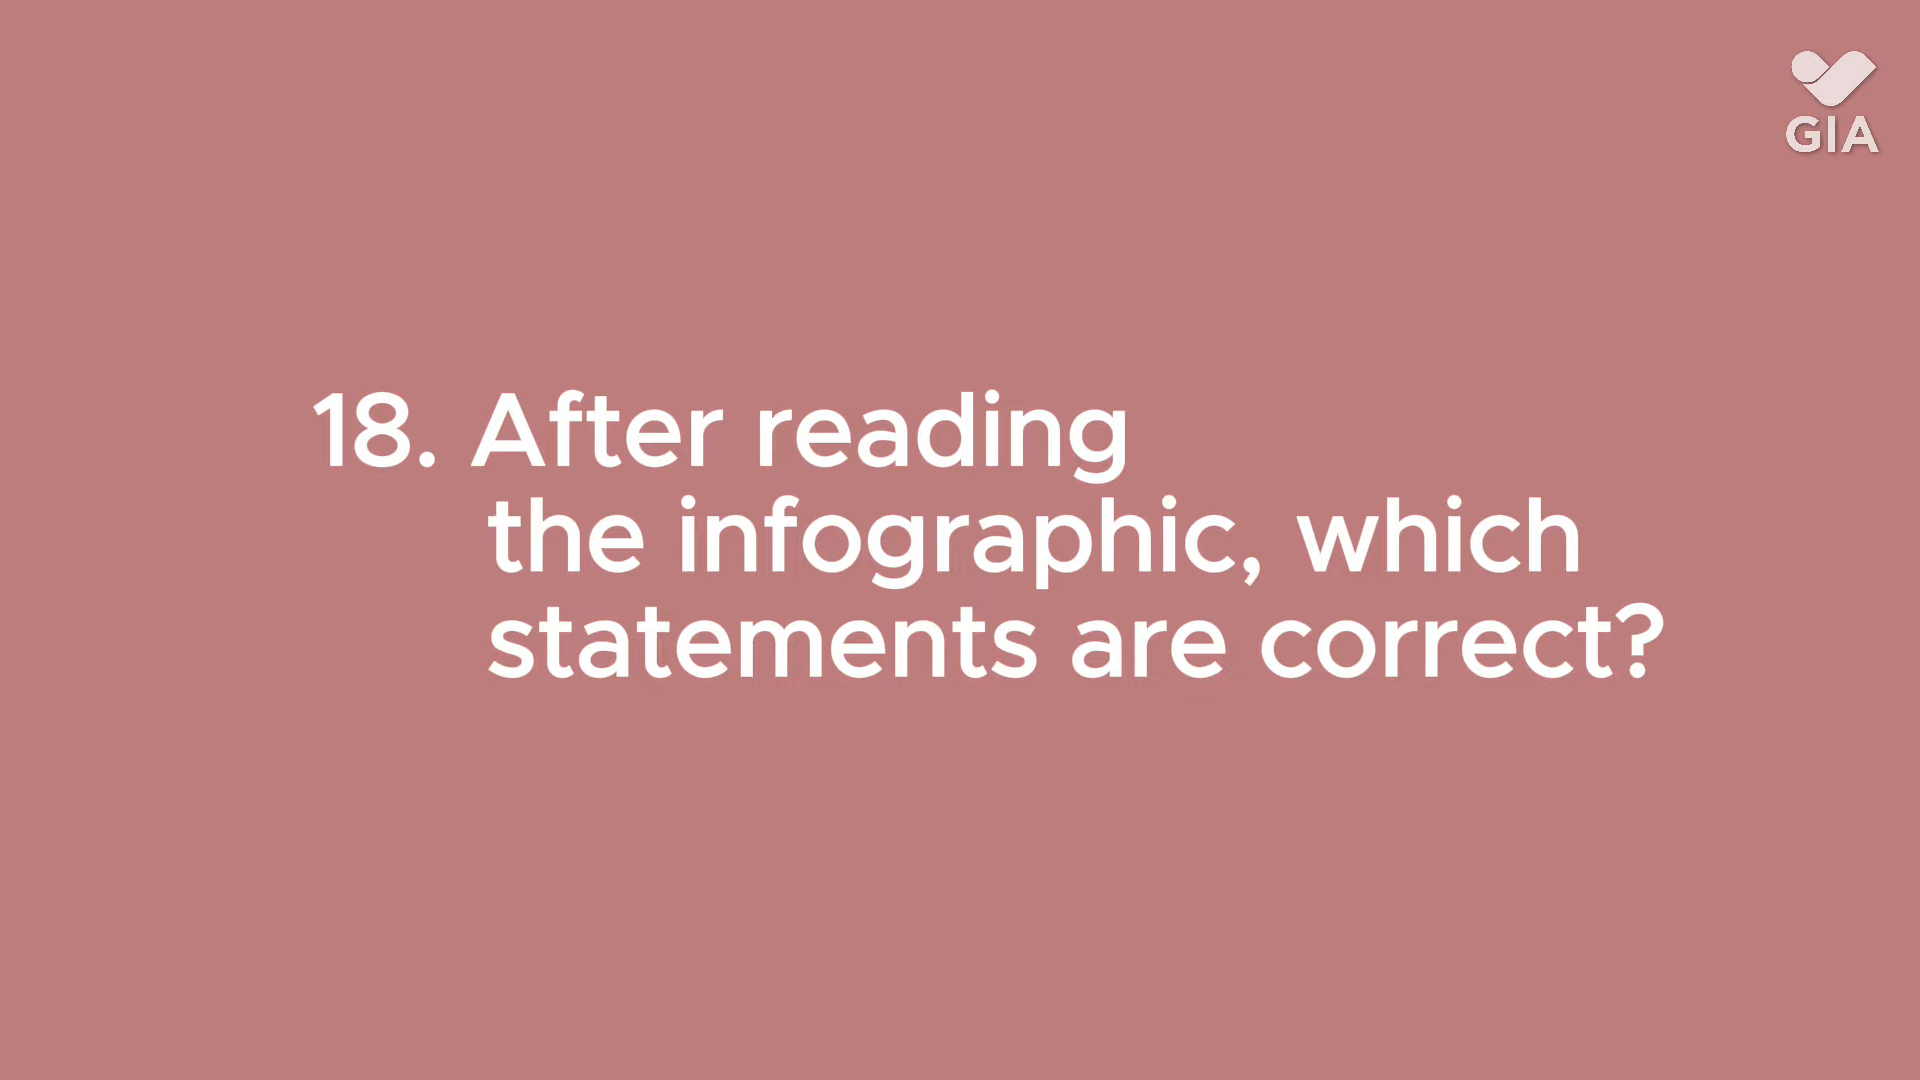 GIA
18. After reading
the infographic, which
statements are correct?